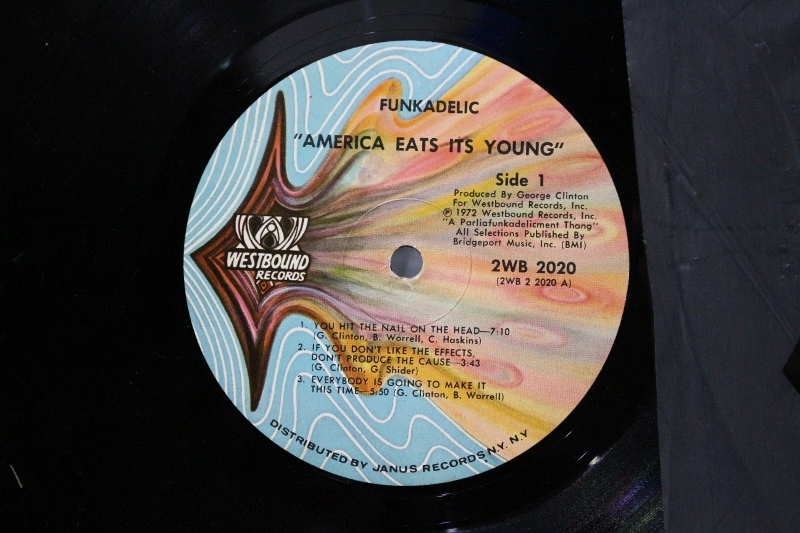 FUNKADELIC
"AMERICA EATS ITS YOUNG"
Side 1
Produced By George Clinton
For Westbound Records, Inc.
℗ 1972 Westbound Records, Inc.
"A Parliafunkadelicment Thang"
All Selections Published By
Bridgeport Music, Inc. (BMI)
WESTBOUND
RECORDS
2WB 2020
(2WB 2 2020 A)
1. YOU HIT THE NAIL ON THE HEAD—7:10
(G. Clinton, B. Worrell, C. Haskins)
2. IF YOU DON'T LIKE THE EFFECTS,
DON'T PRODUCE THE CAUSE—3:43
(G. Clinton, G. Shider)
3. EVERYBODY IS GOING TO MAKE IT
THIS TIME—5:50 (G. Clinton, B. Worrell)
DISTRIBUTED BY JANUS RECORDS, N.Y. N.Y